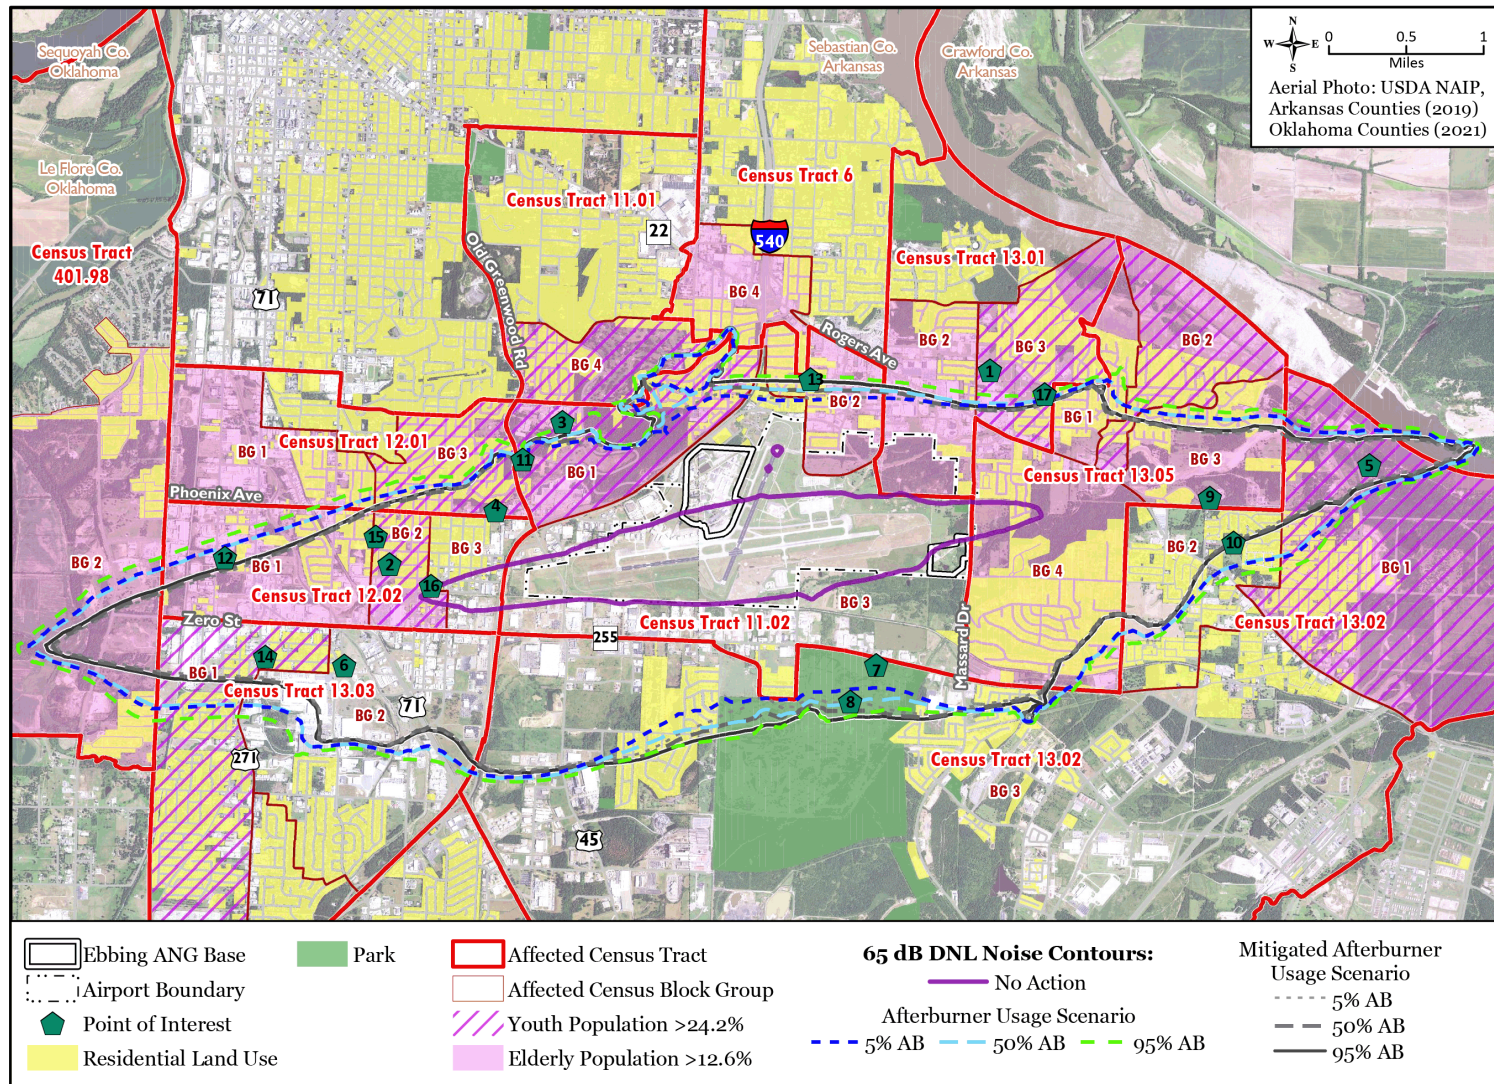 Sequoyah Co.
Oklahoma
Sebastian Co.
Arkansas
Crawford Co.
Arkansas
N
W E
S
0 0.5 1
Miles
Aerial Photo: USDA NAIP,
Arkansas Counties (2019)
Oklahoma Counties (2021)
Le Flore Co.
Oklahoma
Census Tract
401.98
Census Tract 11.01
Census Tract 6
22
540
Census Tract 13.01
71
Old Greenwood Rd
BG 4
Rogers Ave
BG 4
BG 2
BG 3
BG 2
1
13
17
BG 2
BG 1
3
Census Tract 12.01
BG 1
BG 3
11
BG 1
BG 3
5
Census Tract 13.05
Phoenix Ave
4
9
15
BG 2
BG 3
10
BG 2
BG 2
12
BG 1
2
16
BG 4
BG 1
Census Tract 12.02
BG 3
Zero St
255
Census Tract 11.02
Census Tract 13.02
Massard Dr
14
6
7
BG 1
Census Tract 13.03
8
BG 2
71
271
Census Tract 13.02
BG 3
45
Ebbing ANG Base
Airport Boundary
Point of Interest
Residential Land Use
Park
Affected Census Tract
Affected Census Block Group
Youth Population >24.2%
Elderly Population >12.6%
65 dB DNL Noise Contours:
No Action
Afterburner Usage Scenario
5% AB 50% AB 95% AB
Mitigated Afterburner
Usage Scenario
5% AB
50% AB
95% AB